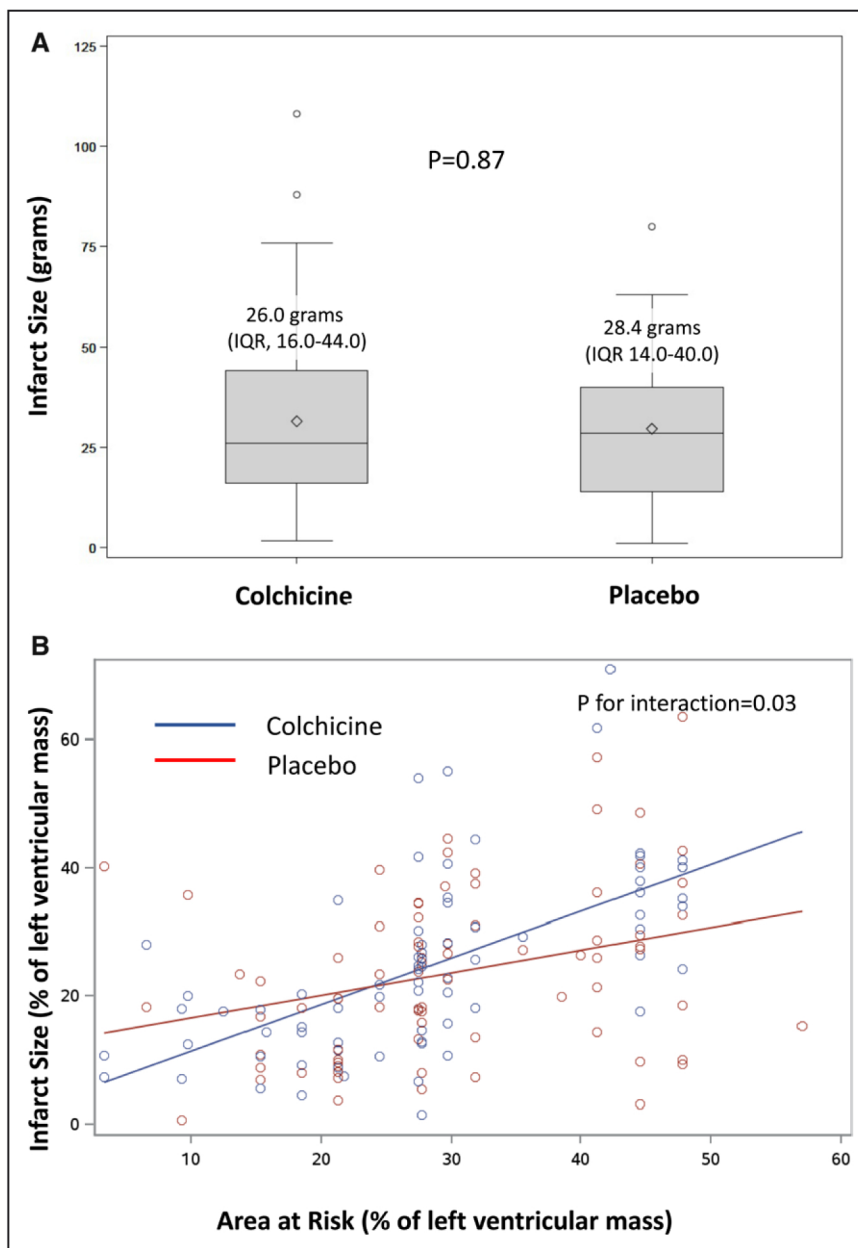 A
Infarct Size (grams)
125
100
75
50
25
0
P=0.87
26.0 grams
(IQR, 16.0-44.0)
28.4 grams
(IQR 14.0-40.0)
Colchicine
Placebo
B
Infarct Size (% of left ventricular mass)
60
40
20
0
Colchicine
Placebo
P for interaction=0.03
10
20
30
40
50
60
Area at Risk (% of left ventricular mass)